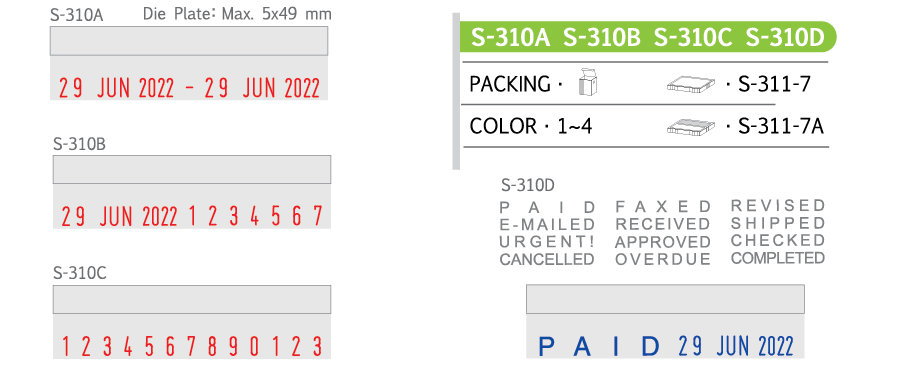 S-310A Die Plate: Max. 5x49 mm
29 JUN 2022 - 29 JUN 2022
S-310B
29 JUN 2022 1 2 3 4 5 6 7
S-310C
1 2 3 4 5 6 7 8 9 0 1 2 3
S-310A S-310B S-310C S-310D
PACKING · · S-311-7
COLOR · 1~4 · S-311-7A
S-310D
PAID FAXED REVISED
E-MAILED RECEIVED SHIPPED
URGENT! APPROVED CHECKED
CANCELLED OVERDUE COMPLETED
PAID 29 JUN 2022